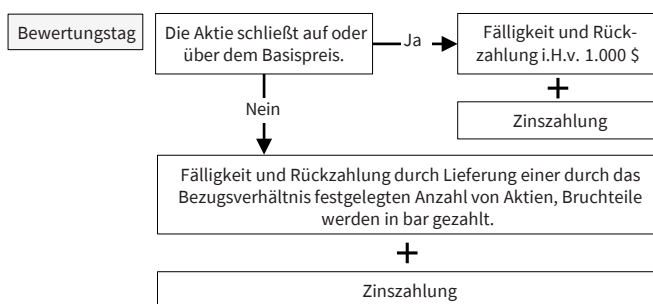 Bewertungstag
Die Aktie schließt auf oder
über dem Basispreis.
Ja
Fälligkeit und Rück-
zahlung i.H.v. 1.000 $
+
Zinszahlung
Nein
Fälligkeit und Rückzahlung durch Lieferung einer durch das
Bezugsverhältnis festgelegten Anzahl von Aktien, Bruchteile
werden in bar gezahlt.
+
Zinszahlung